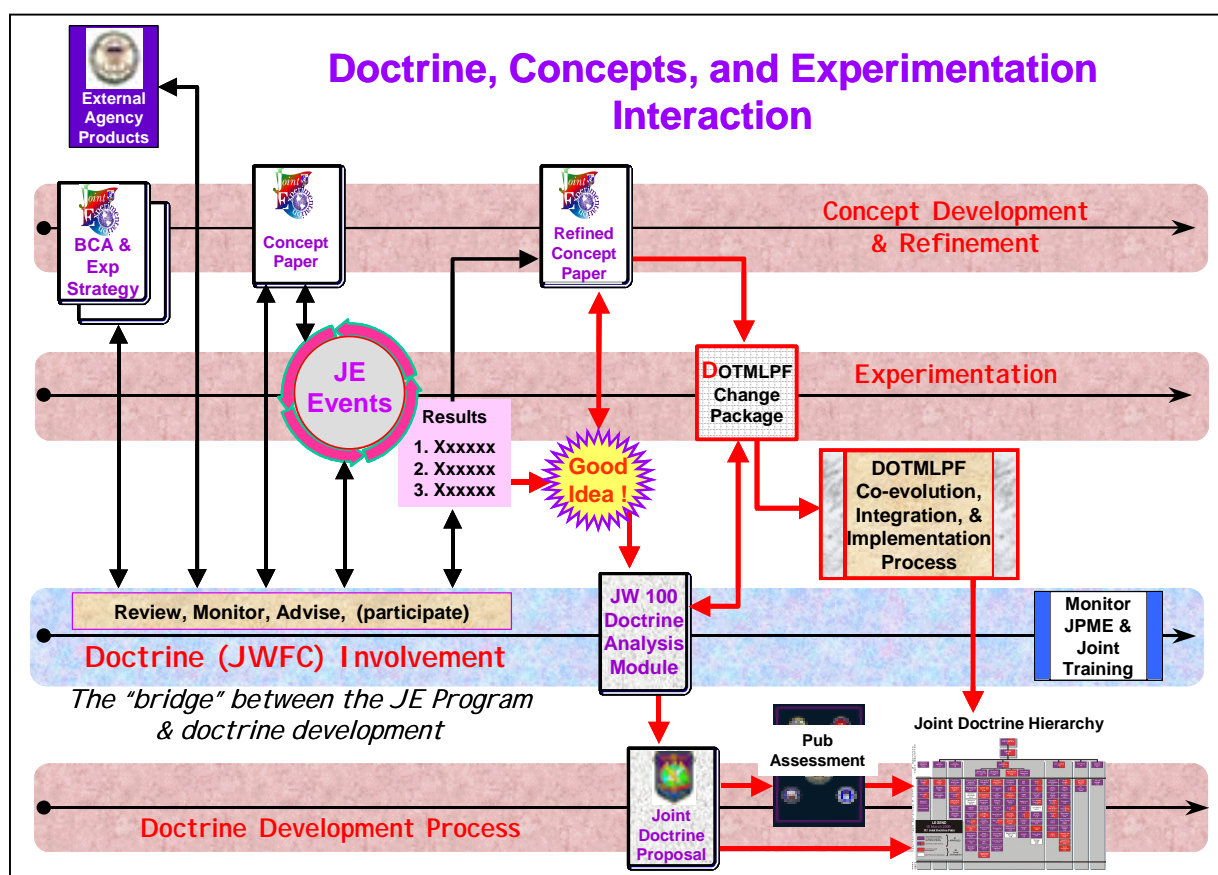 Doctrine, Concepts, and Experimentation
Interaction
External
Agency
Products
BCA &
Exp
Strategy
Concept
Paper
Refined
Concept
Paper
Concept Development
& Refinement
JE
Events
Results
1. Xxxxxx
2. Xxxxxx
3. Xxxxxx
Good
Idea !
DOTMLPF
Change
Package
Experimentation
DOTMLPF
Co-evolution,
Integration, &
Implementation
Process
Review, Monitor, Advise, (participate)
Doctrine (JWFC) Involvement
The "bridge" between the JE Program
& doctrine development
JW 100
Doctrine
Analysis
Module
Monitor
JPME &
Joint
Training
Joint
Doctrine
Proposal
Pub
Assessment
Joint Doctrine Hierarchy
LEGEND
Doctrine Development Process